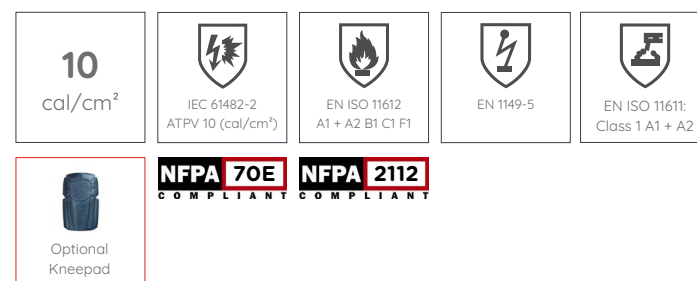 10
cal/cm²
IEC 61482-2
ATPV 10 (cal/cm²)
EN ISO 11612
A1 + A2 B1 C1 F1
EN 1149-5
EN ISO 11611:
Class 1 A1 + A2
Optional
Kneepad
NFPA 70E
COMPLIANT
NFPA 2112
COMPLIANT